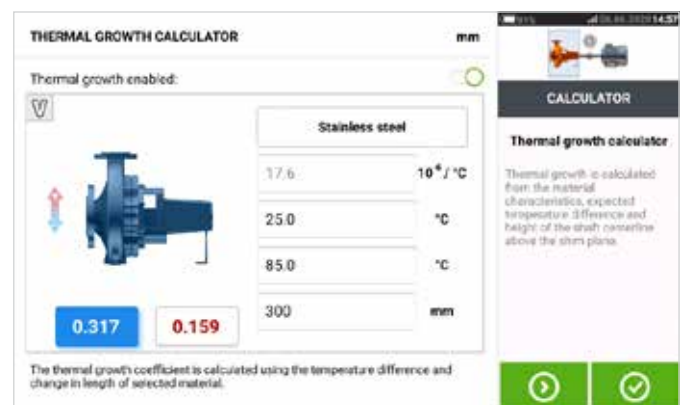 THERMAL GROWTH CALCULATOR mm
14:57
Thermal growth enabled:
CALCULATOR
Stainless steel
17.6 10⁻⁶/ °C
25.0 °C
85.0 °C
300 mm
0.317 0.159
Thermal growth calculator
Thermal growth is calculated
from the material
characteristics, expected
temperature difference and
height of the shaft centerline
above the shim plane.
The thermal growth coefficient is calculated using the temperature difference and
change in length of selected material.